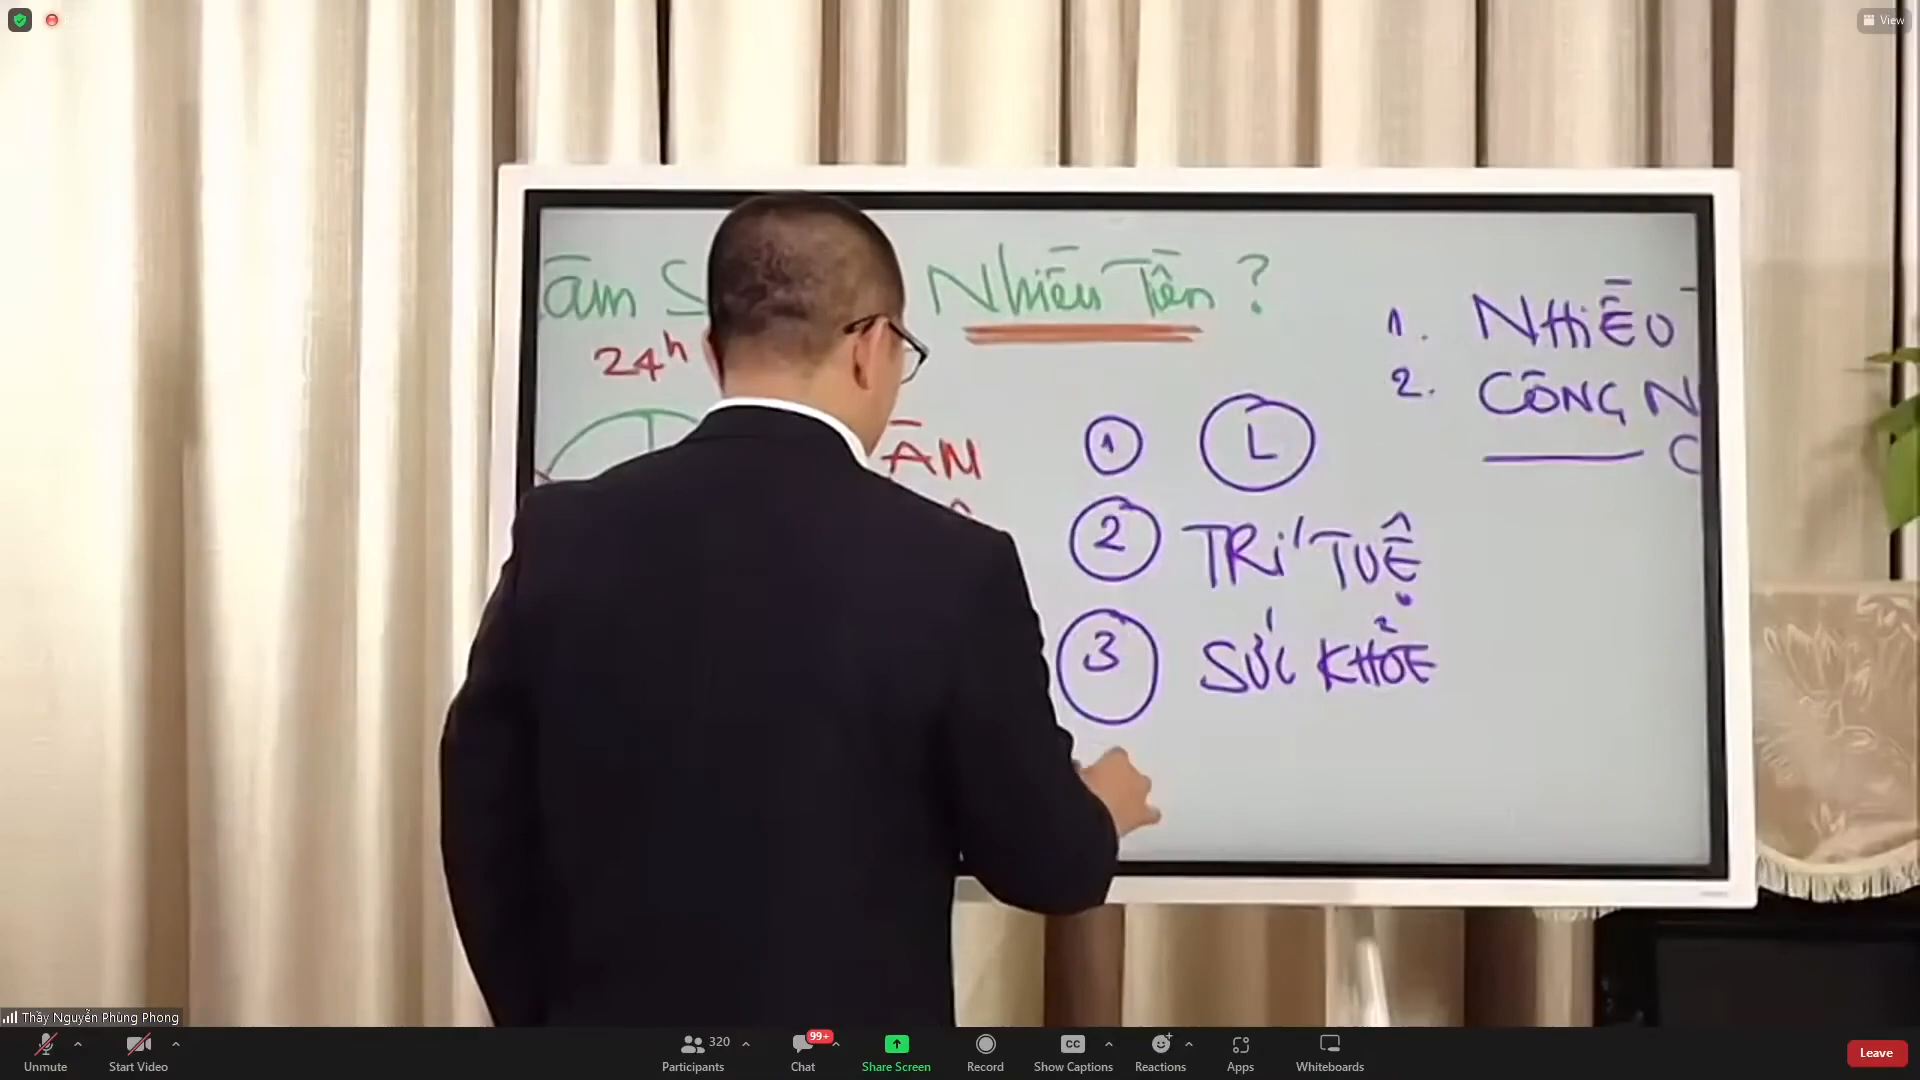 View
Nhiều Tiền ?
24h
1. NHIỀU
2. CÔNG N
1 L
2 TRÍ TUỆ
3 SỨC KHỎE
Thầy Nguyễn Phùng Phong
Unmute
Start Video
320
Participants
99+
Chat
Share Screen
Record
CC
Show Captions
Reactions
Apps
Whiteboards
Leave